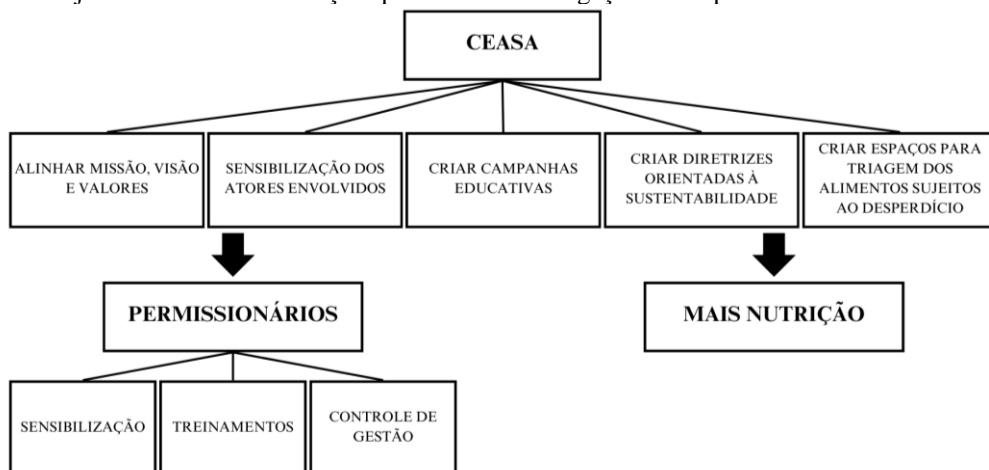 CEASA
ALINHAR MISSÃO, VISÃO
E VALORES
SENSIBILIZAÇÃO DOS
ATORES ENVOLVIDOS
CRIAR CAMPANHAS
EDUCATIVAS
CRIAR DIRETRIZES
ORIENTADAS À
SUSTENTABILIDADE
CRIAR ESPAÇOS PARA
TRIAGEM DOS
ALIMENTOS SUJEITOS
AO DESPERDÍCIO
PERMISSIONÁRIOS
MAIS NUTRIÇÃO
SENSIBILIZAÇÃO
TREINAMENTOS
CONTROLE DE
GESTÃO